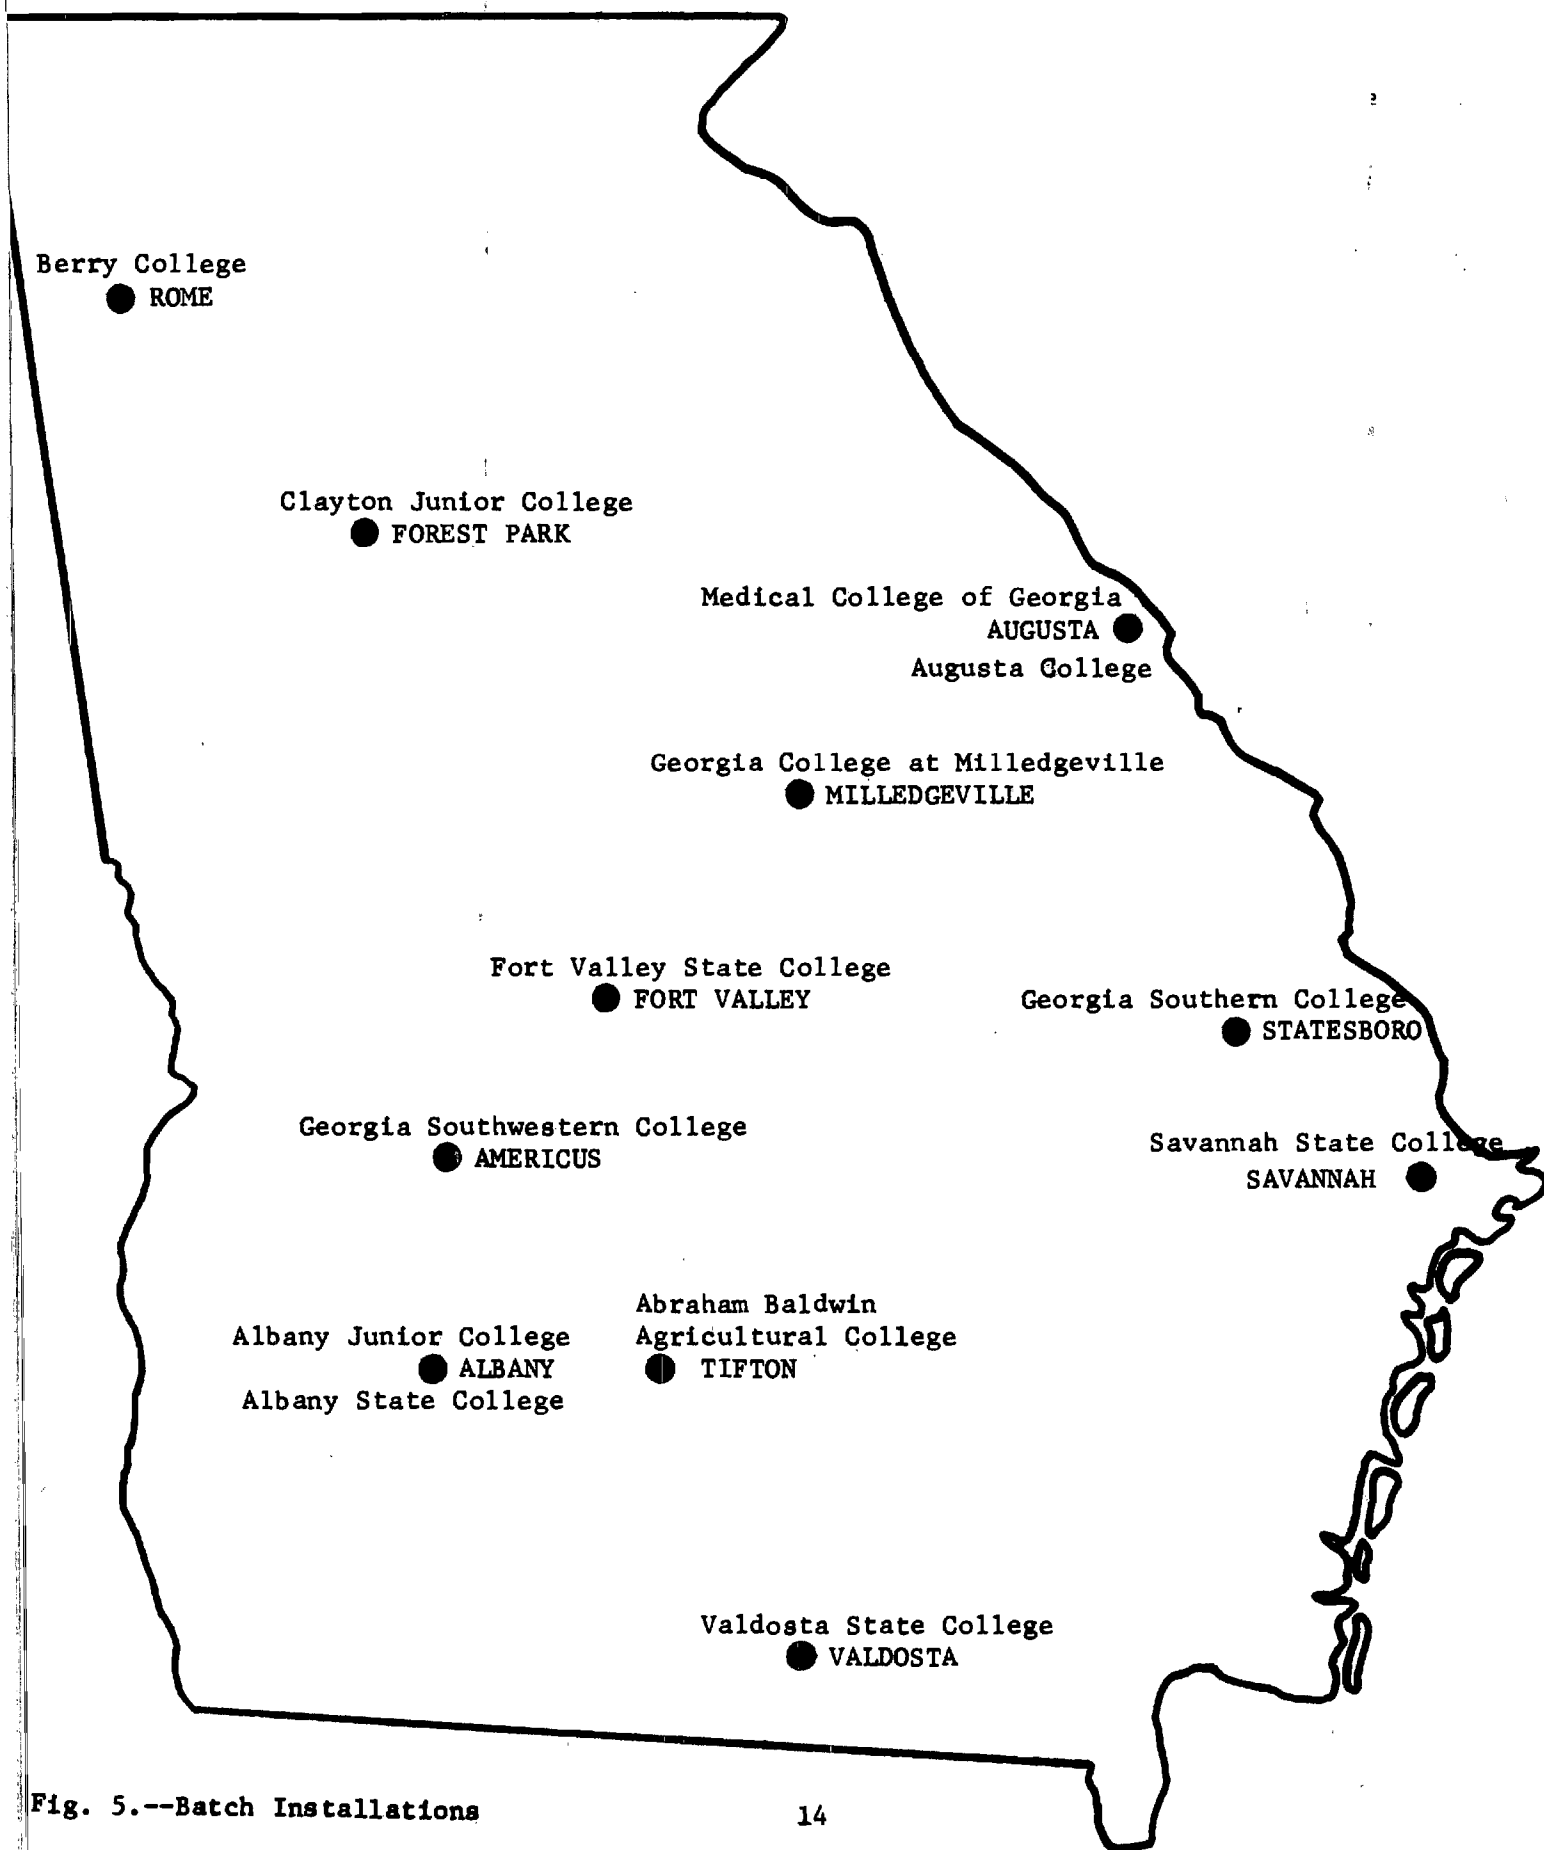 Berry College
ROME
Clayton Junior College
FOREST PARK
Medical College of Georgia
AUGUSTA
Augusta College
Georgia College at Milledgeville
MILLEDGEVILLE
Fort Valley State College
FORT VALLEY
Georgia Southern College
STATESBORO
Georgia Southwestern College
AMERICUS
Savannah State College
SAVANNAH
Albany Junior College
ALBANY
Albany State College
Abraham Baldwin
Agricultural College
TIFTON
Valdosta State College
VALDOSTA
Fig. 5.--Batch Installations
14